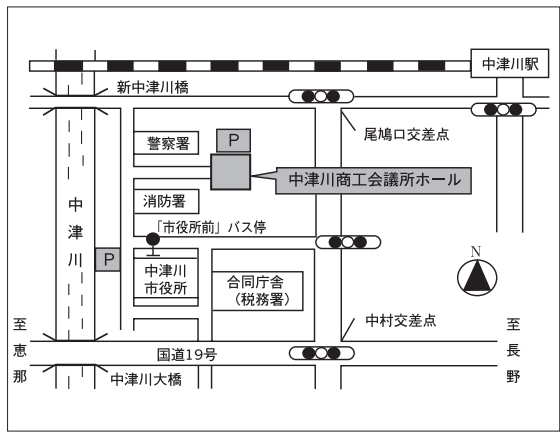 中津川駅
新中津川橋
警察署
P
尾鳩口交差点
中津川商工会議所ホール
消防署
中津川
「市役所前」バス停
P
中津川
市役所
合同庁舎
(税務署)
N
至恵那
中村交差点
至長野
国道19号
中津川大橋